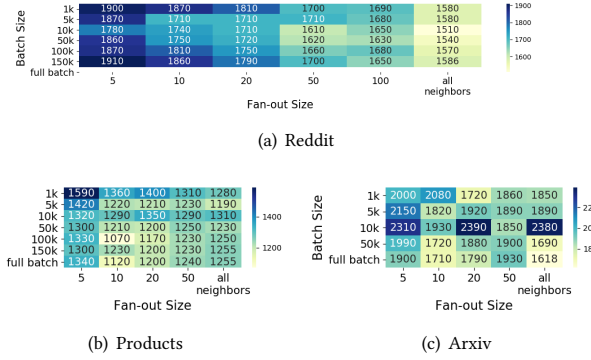 Batch Size
1k 1900 1870 1810 1700 1690 1580
5k 1870 1710 1710 1710 1680 1580
10k 1780 1740 1710 1610 1650 1510
50k 1860 1750 1720 1620 1630 1540
100k 1870 1810 1750 1660 1680 1570
150k 1910 1860 1790 1700 1650 1586
full batch
5 10 20 50 100 all neighbors
Fan-out Size
1900
1800
1700
1600
(a) Reddit
1k 1590 1360 1400 1310 1280
5k 1420 1220 1210 1230 1190
10k 1320 1290 1350 1290 1310
50k 1300 1210 1200 1250 1230
100k 1330 1070 1170 1230 1250
150k 1300 1230 1200 1230 1255
full batch 1340 1120 1200 1240 1255
5 10 20 50 all neighbors
Fan-out Size
1400
1200
(b) Products
Batch Size
1k 2000 2080 1720 1860 1850
5k 2150 1820 1920 1890 1890
10k 2310 1930 2390 1850 2380
50k 1990 1720 1880 1900 1690
full batch 1900 1710 1790 1930 1618
5 10 20 50 all neighbors
Fan-out Size
(c) Arxiv